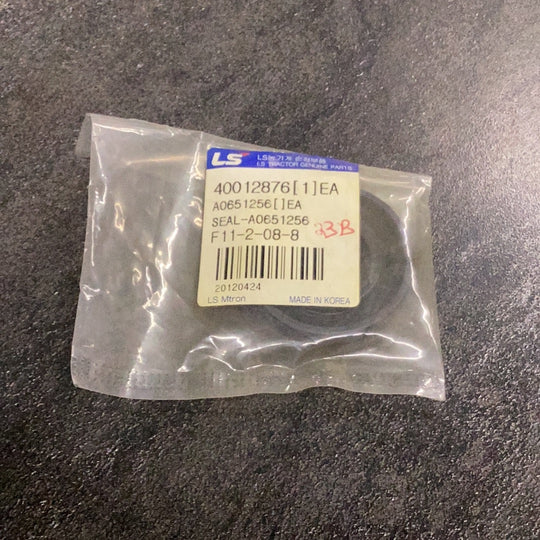 LS
LS농기계 순정부품
LS TRACTOR GENUINE PARTS
40012876[1]EA
A0651256[]EA
SEAL-A0651256
F11-2-08-8
23B
20120424
LS Mtron MADE IN KOREA